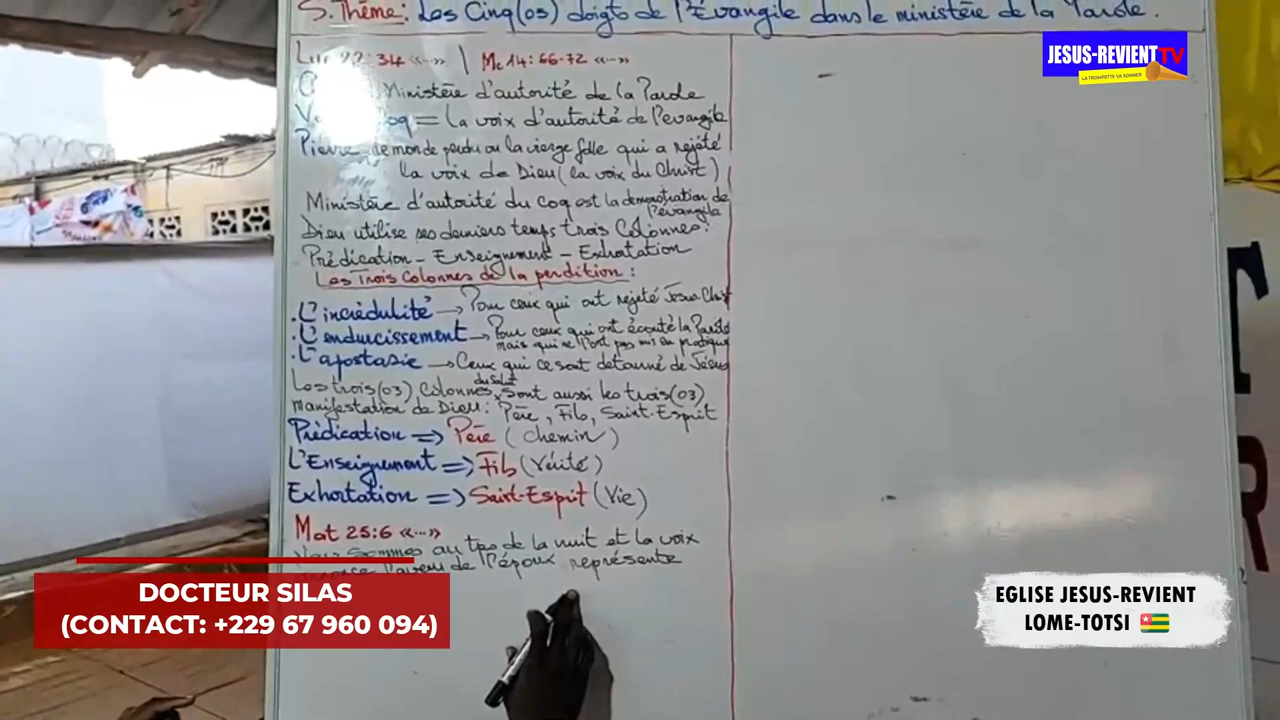 S. Thème: Les Cinq(05) doigts de l'Évangile dans le ministère de la Parole.
Luc 22:34 «---» | Mc 14:66-72 «---»
Ministère d'autorité de la Parole
coq = La voix d'autorité de l'evangile
Pierre le monde perdu ou la vierge folle qui a rejété
la voix de Dieu (la voix du Christ)
Ministère d'autorité du coq est la demonstration de
l'evangile
Dieu utilise ses derniers temps trois Colonnes:
Prédication - Enseignement - Exhortation
Les Trois Colonnes de la perdition :
.L'incrédulité → Pour ceux qui ont rejeté Jesus-Christ
.L'endurcissement → Pour ceux qui ont écouté la Parole
mais qui ne l'ont pas mis en pratique
.L'apostasie → Ceux qui ce sont detourné de Jésus
Les trois(03) Colonnes du salut sont aussi les trois(03)
manifestation de Dieu: Père, Fils, Saint-Esprit
Prédication => Père (chemin)
L'Enseignement => Fils (Vérité)
Exhortation => Saint-Esprit (Vie)
Mat 25:6 «---»
Nous sommes au tps de la nuit et la voix
l'époux représente
JESUS-REVIENT TV
LA TROMPETTE VA SONNER
DOCTEUR SILAS
(CONTACT: +229 67 960 094)
EGLISE JESUS-REVIENT
LOME-TOTSI